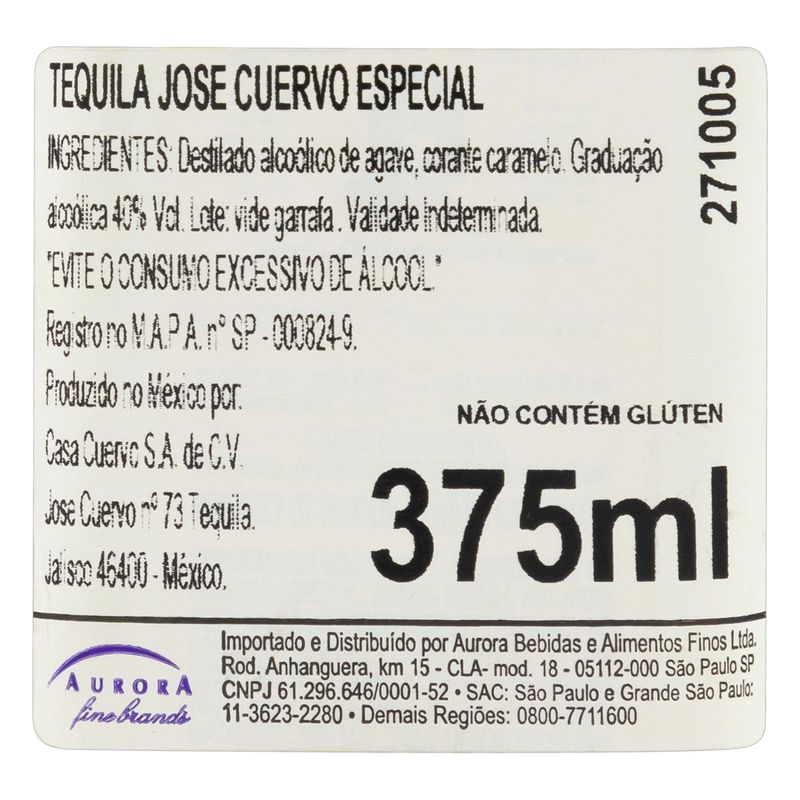 TEQUILA JOSE CUERVO ESPECIAL
INGREDIENTES: Destilado alcoólico de agave, corante caramelo. Graduação
alcoólica 40% Vol. Lote: vide garrafa . Validade Indeterminada.
"EVITE O CONSUMO EXCESSIVO DE ÁLCOOL."
Registro no M.A.P.A. nº SP - 000824-9.
Produzido no México por.
Casa Cuervo S.A. de C.V.
Jose Cuervo nº 73 Tequila.
Jalisco 46400 - México.
271005
NÃO CONTÉM GLÚTEN
375ml
AURORA
fine brands
Importado e Distribuído por Aurora Bebidas e Alimentos Finos Ltda.
Rod. Anhanguera, km 15 - CLA- mod. 18 - 05112-000 São Paulo SP
CNPJ 61.296.646/0001-52 • SAC: São Paulo e Grande São Paulo:
11-3623-2280 • Demais Regiões: 0800-7711600